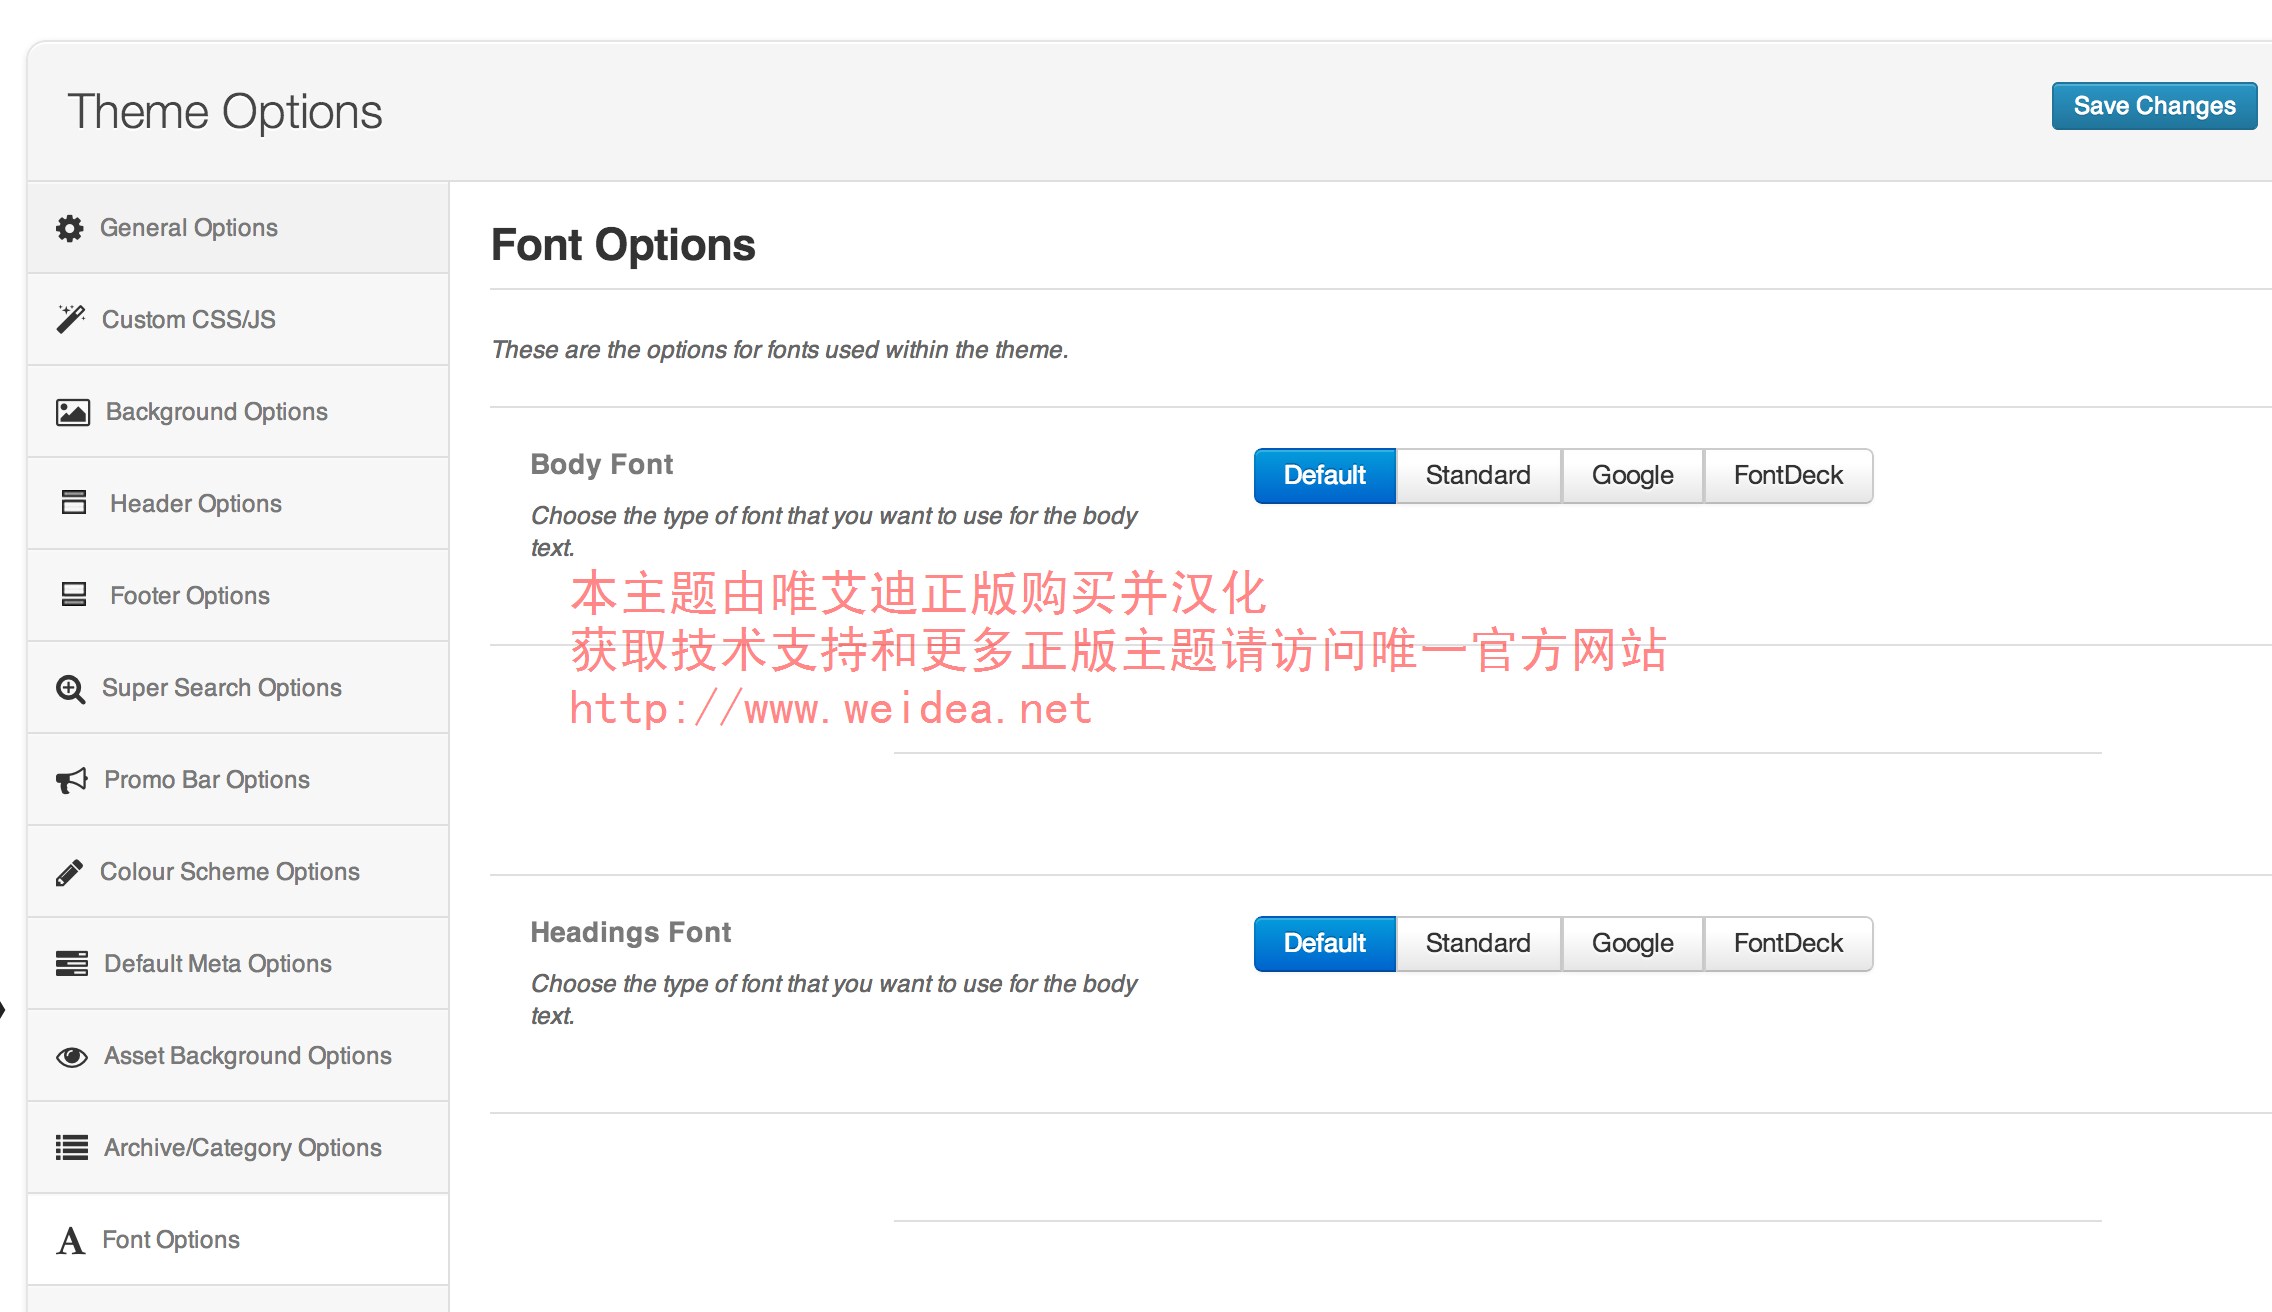 Theme Options
Save Changes
General Options
Custom CSS/JS
Background Options
Header Options
Footer Options
Super Search Options
Promo Bar Options
Colour Scheme Options
Default Meta Options
Asset Background Options
Archive/Category Options
Font Options
Font Options
These are the options for fonts used within the theme.
Body Font
Choose the type of font that you want to use for the body
text.
Default Standard Google FontDeck
本主题由唯艾迪正版购买并汉化
获取技术支持和更多正版主题请访问唯一官方网站
http://www.weidea.net
Headings Font
Choose the type of font that you want to use for the body
text.
Default Standard Google FontDeck